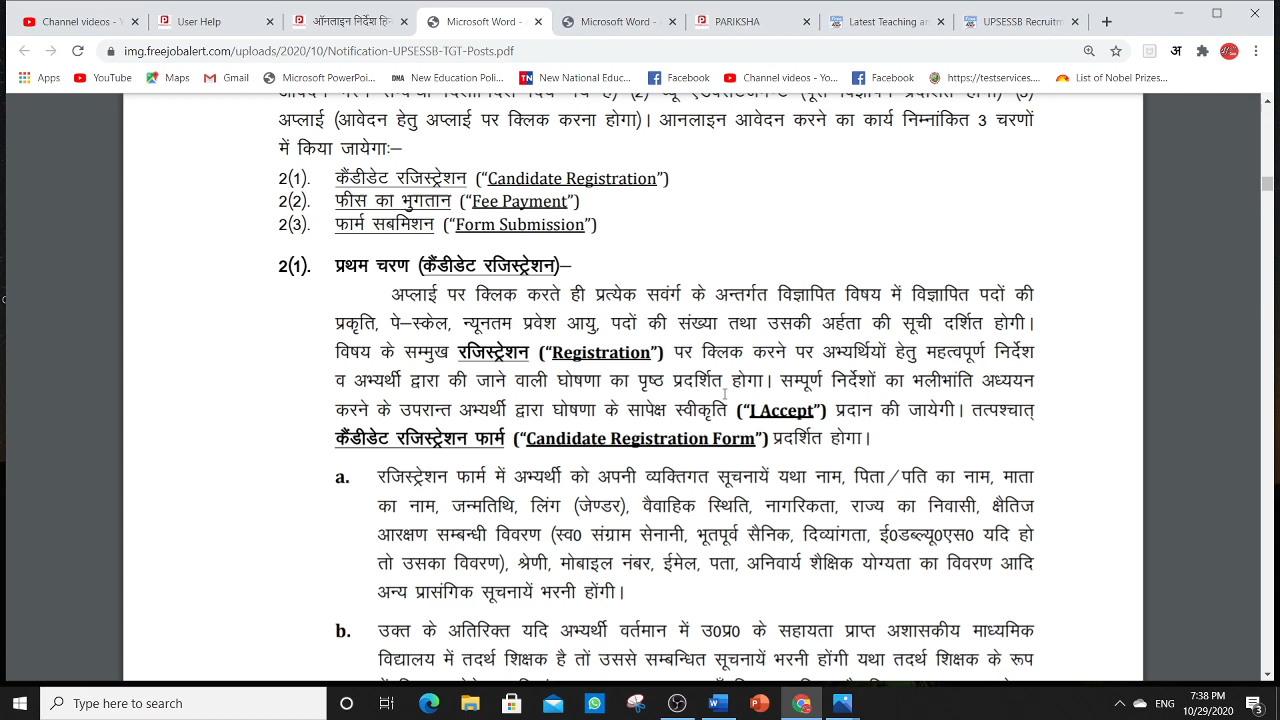 Channel videos - Y
User Help
ऑनलाइन निर्देश हिन
Microsoft Word -
Microsoft Word -
PARIKSHA
Latest Teaching an
UPSESSB Recruitm
img.freejobalert.com/uploads/2020/10/Notification-UPSESSB-TGT-Posts.pdf
अ
Apps
YouTube
Maps
Gmail
Microsoft PowerPoi...
DMA New Education Poli...
TN New National Educ...
Facebook
Channel videos - Yo...
Facebook
https://testservices...
List of Nobel Prizes...
अप्लाई (आवेदन हेतु अप्लाई पर क्लिक करना होगा)। आनलाइन आवेदन करने का कार्य निम्नांकित 3 चरणों
में किया जायेगाः–
2(1). कैंडीडेट रजिस्ट्रेशन (“Candidate Registration”)
2(2). फीस का भुगतान (“Fee Payment”)
2(3). फार्म सबमिशन (“Form Submission”)
2(1). प्रथम चरण (कैंडीडेट रजिस्ट्रेशन)–
अप्लाई पर क्लिक करते ही प्रत्येक सवंर्ग के अन्तर्गत विज्ञापित विषय में विज्ञापित पदों की
प्रकृति, पे–स्केल, न्यूनतम प्रवेश आयु, पदों की संख्या तथा उसकी अर्हता की सूची दर्शित होगी।
विषय के सम्मुख रजिस्ट्रेशन (“Registration”) पर क्लिक करने पर अभ्यर्थियों हेतु महत्वपूर्ण निर्देश
व अभ्यर्थी द्वारा की जाने वाली घोषणा का पृष्ठ प्रदर्शित होगा। सम्पूर्ण निर्देशों का भलीभांति अध्ययन
करने के उपरान्त अभ्यर्थी द्वारा घोषणा के सापेक्ष स्वीकृति (“I Accept”) प्रदान की जायेगी। तत्पश्चात्
कैंडीडेट रजिस्ट्रेशन फार्म (“Candidate Registration Form”) प्रदर्शित होगा।
a. रजिस्ट्रेशन फार्म में अभ्यर्थी को अपनी व्यक्तिगत सूचनायें यथा नाम, पिता/पति का नाम, माता
का नाम, जन्मतिथि, लिंग (जेण्डर), वैवाहिक स्थिति, नागरिकता, राज्य का निवासी, क्षैतिज
आरक्षण सम्बन्धी विवरण (स्व0 संग्राम सेनानी, भूतपूर्व सैनिक, दिव्यांगता, ई0डब्ल्यू0एस0 यदि हो
तो उसका विवरण), श्रेणी, मोबाइल नंबर, ईमेल, पता, अनिवार्य शैक्षिक योग्यता का विवरण आदि
अन्य प्रासंगिक सूचनायें भरनी होंगी।
b. उक्त के अतिरिक्त यदि अभ्यर्थी वर्तमान में उ0प्र0 के सहायता प्राप्त अशासकीय माध्यमिक
विद्यालय में तदर्थ शिक्षक है तों उससे सम्बन्धित सूचनायें भरनी होंगी यथा तदर्थ शिक्षक के रूप
Type here to search
ENG
7:38 PM
10/29/2020
3